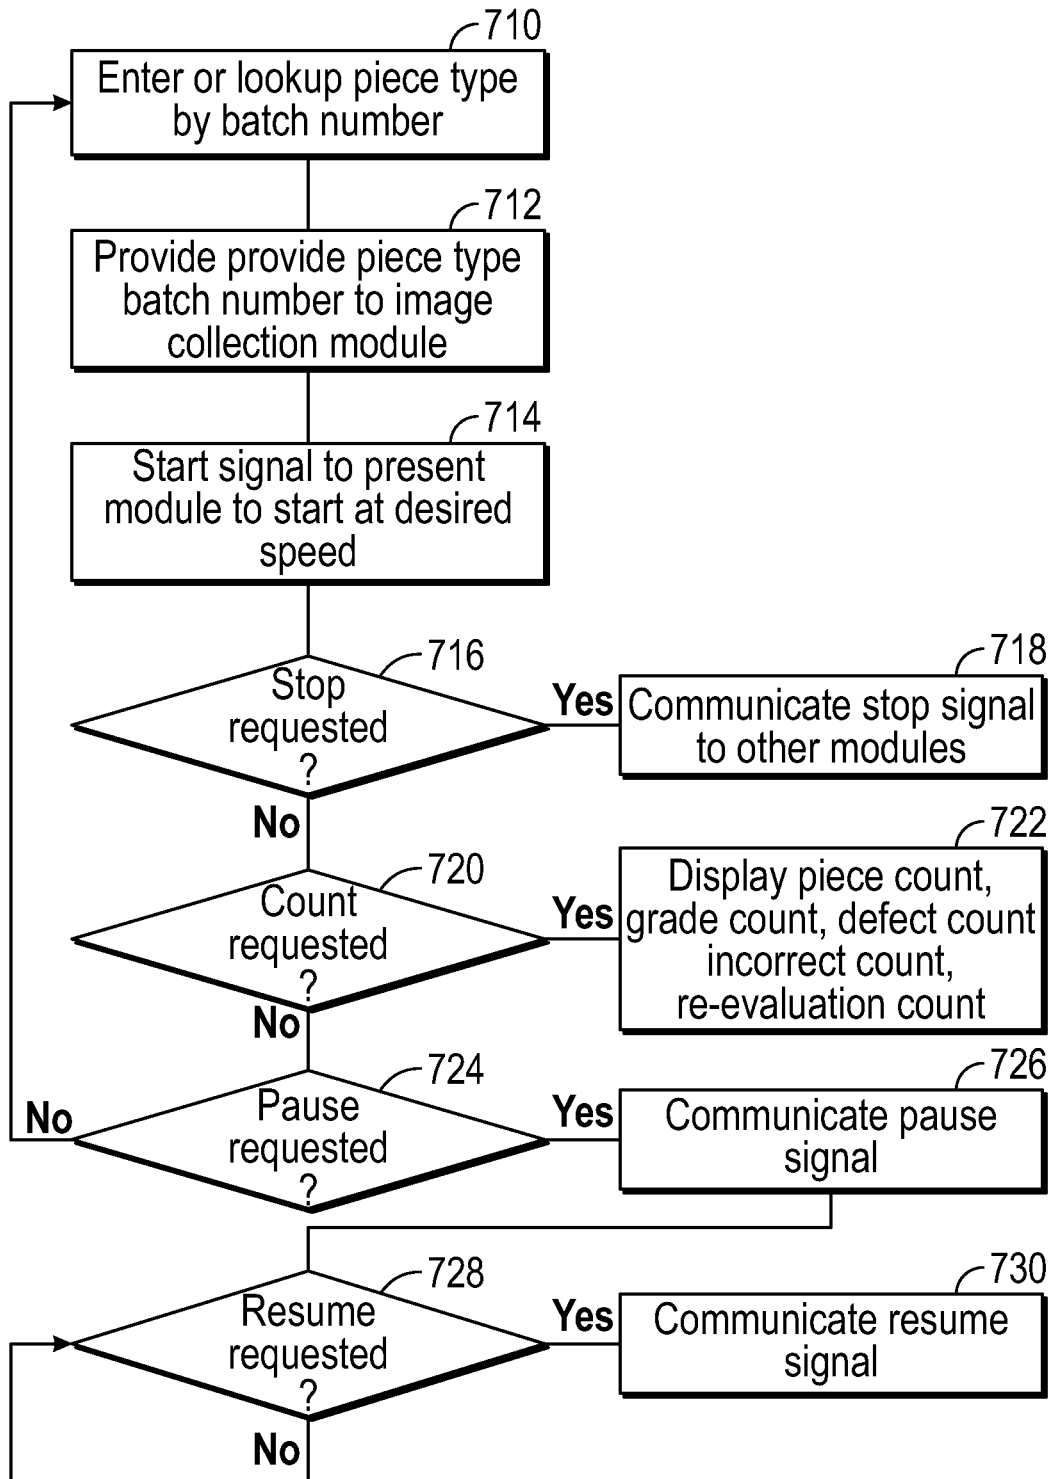 710
Enter or lookup piece type
by batch number
712
Provide provide piece type
batch number to image
collection module
714
Start signal to present
module to start at desired
speed
716
Stop
requested
?
Yes
718
Communicate stop signal
to other modules
No
720
Count
requested
?
Yes
722
Display piece count,
grade count, defect count
incorrect count,
re-evaluation count
No
724
Pause
requested
?
No
Yes
726
Communicate pause
signal
728
Resume
requested
?
Yes
730
Communicate resume
signal
No